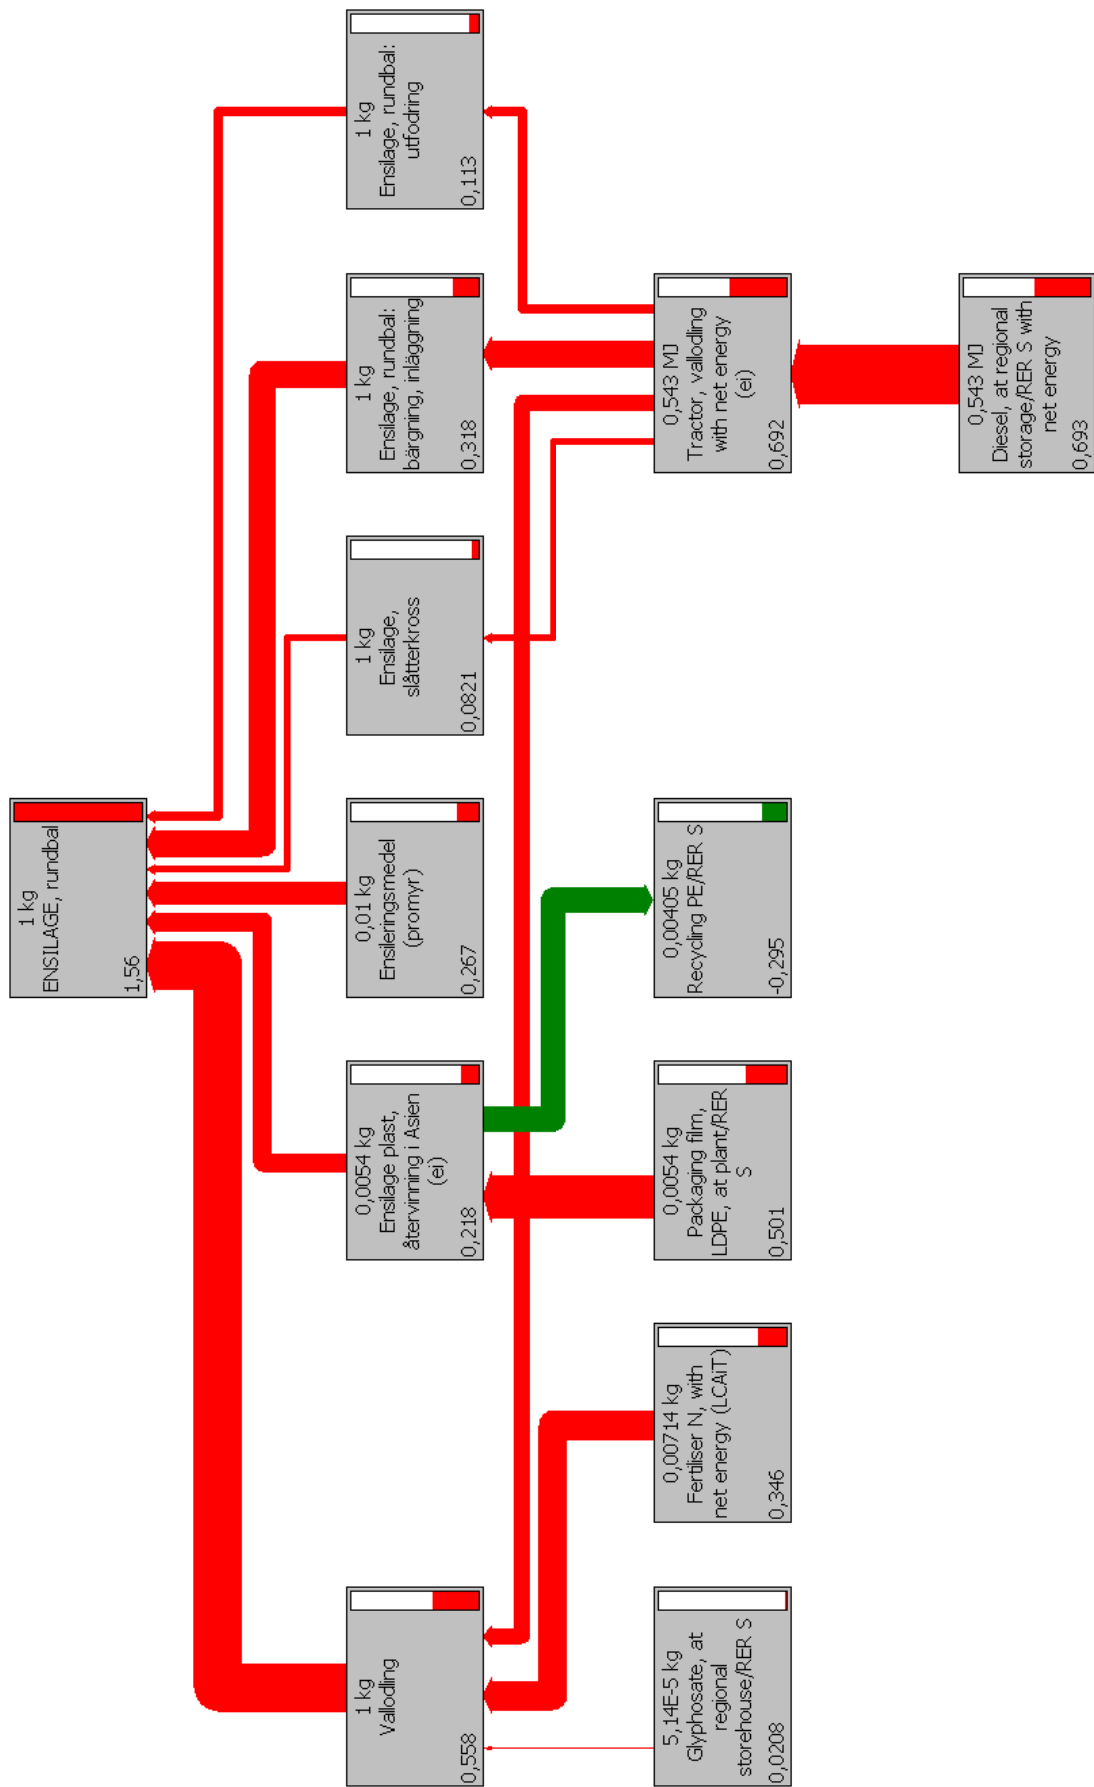 1 kg
ENSILAGE, rundbal
1,56
1 kg
Vallodling
0,558
0,0054 kg
Ensilage plast,
återvinning i Asien
(ei)
0,218
0,01 kg
Ensileringsmedel
(promyr)
0,267
1 kg
Ensilage,
slåtterkross
0,0821
1 kg
Ensilage, rundbal:
bärgning, inläggning
0,318
1 kg
Ensilage, rundbal:
utfodring
0,113
5,14E-5 kg
Glyphosate, at
regional
storehouse/RER S
0,0208
0,00714 kg
Fertiliser N, with
net energy (LCAiT)
0,346
0,0054 kg
Packaging film,
LDPE, at plant/RER
S
0,501
0,00405 kg
Recycling PE/RER S
-0,295
0,543 MJ
Tractor, vallodling
with net energy
(ei)
0,692
0,543 MJ
Diesel, at regional
storage/RER S with
net energy
0,693